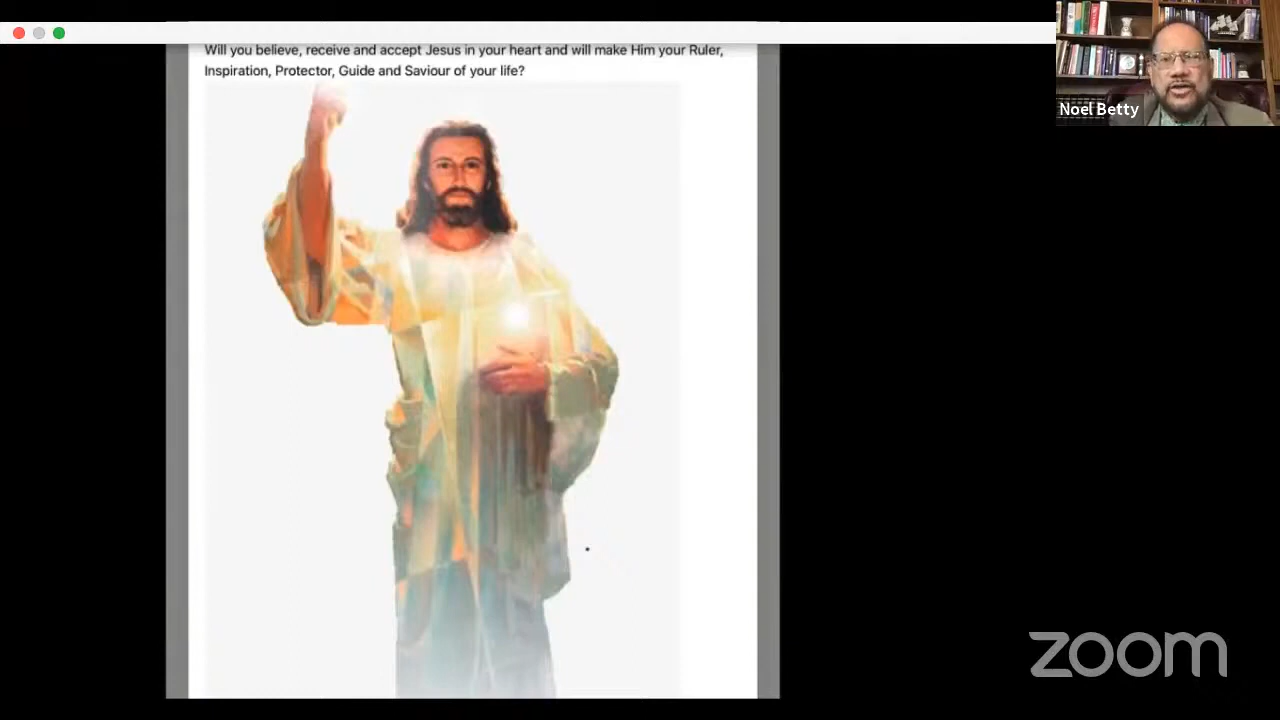 Will you believe, receive and accept Jesus in your heart and will make Him your Ruler,
Inspiration, Protector, Guide and Saviour of your life?
Noel Betty
zoom